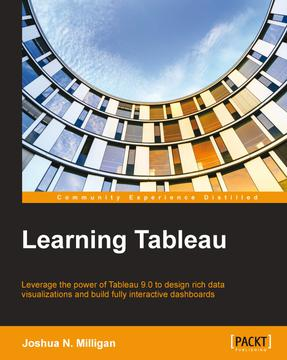 Community Experience Distilled
Learning Tableau
Leverage the power of Tableau 9.0 to design rich data
visualizations and build fully interactive dashboards
Joshua N. Milligan
PACKT
PUBLISHING